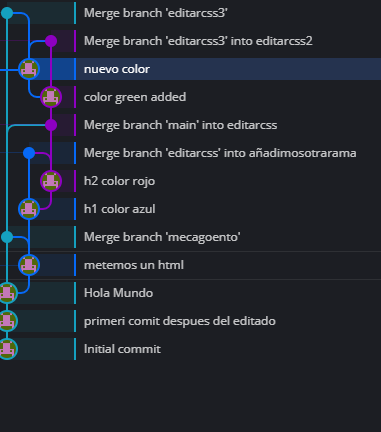 Merge branch 'editarcss3'
Merge branch 'editarcss3' into editarcss2
nuevo color
color green added
Merge branch 'main' into editarcss
Merge branch 'editarcss' into añadimosotrarama
h2 color rojo
h1 color azul
Merge branch 'mecagoento'
metemos un html
Hola Mundo
primeri comit despues del editado
Initial commit